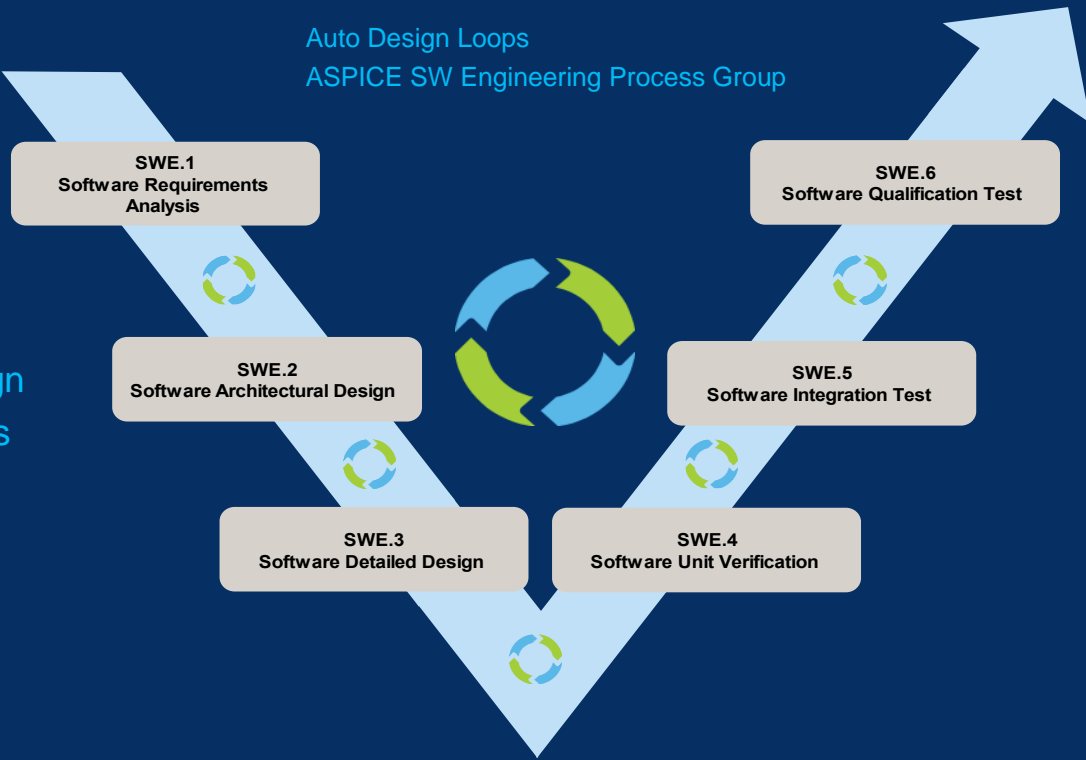 Auto Design Loops
ASPICE SW Engineering Process Group
SWE.1
Software Requirements
Analysis
SWE.6
Software Qualification Test
SWE.2
Software Architectural Design
SWE.5
Software Integration Test
SWE.3
Software Detailed Design
SWE.4
Software Unit Verification